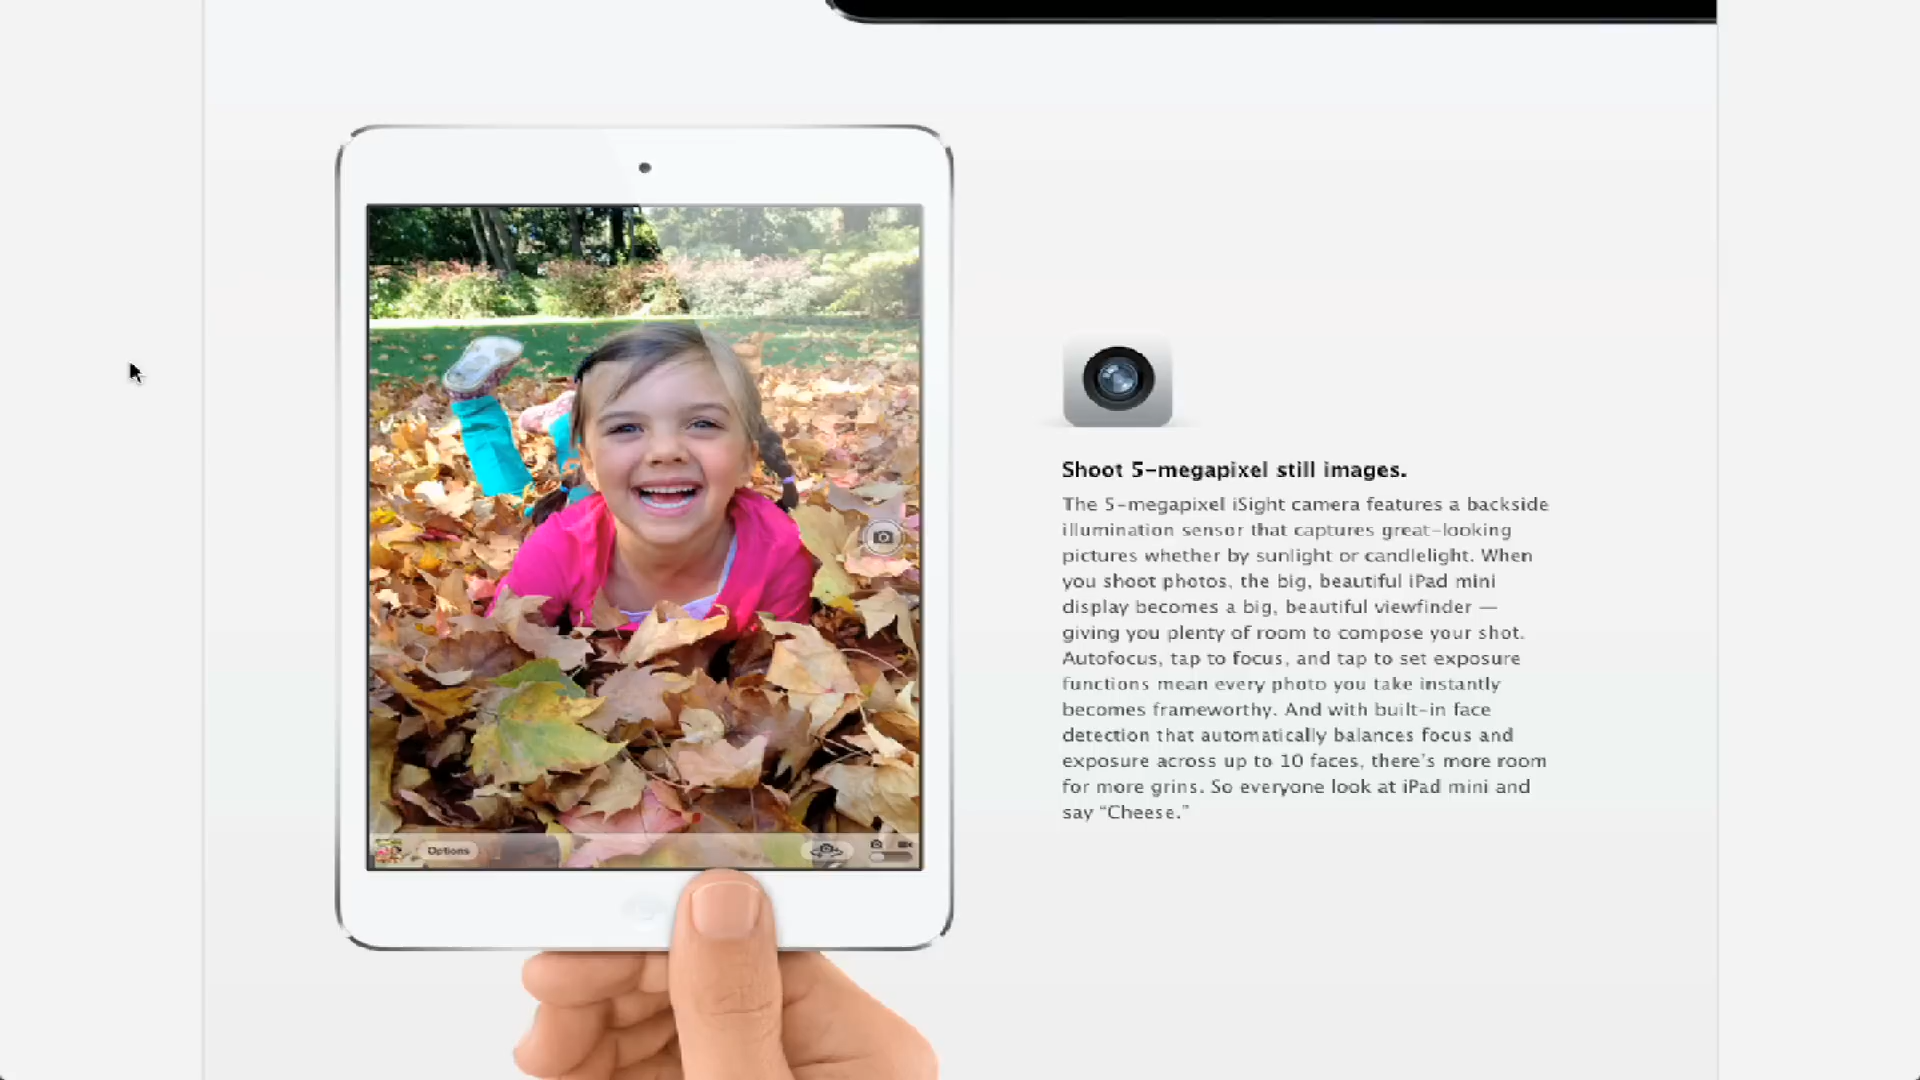 Shoot 5-megapixel still images.
The 5-megapixel iSight camera features a backside
illumination sensor that captures great-looking
pictures whether by sunlight or candlelight. When
you shoot photos, the big, beautiful iPad mini
display becomes a big, beautiful viewfinder —
giving you plenty of room to compose your shot.
Autofocus, tap to focus, and tap to set exposure
functions mean every photo you take instantly
becomes frameworthy. And with built-in face
detection that automatically balances focus and
exposure across up to 10 faces, there's more room
for more grins. So everyone look at iPad mini and
say “Cheese.”
Options